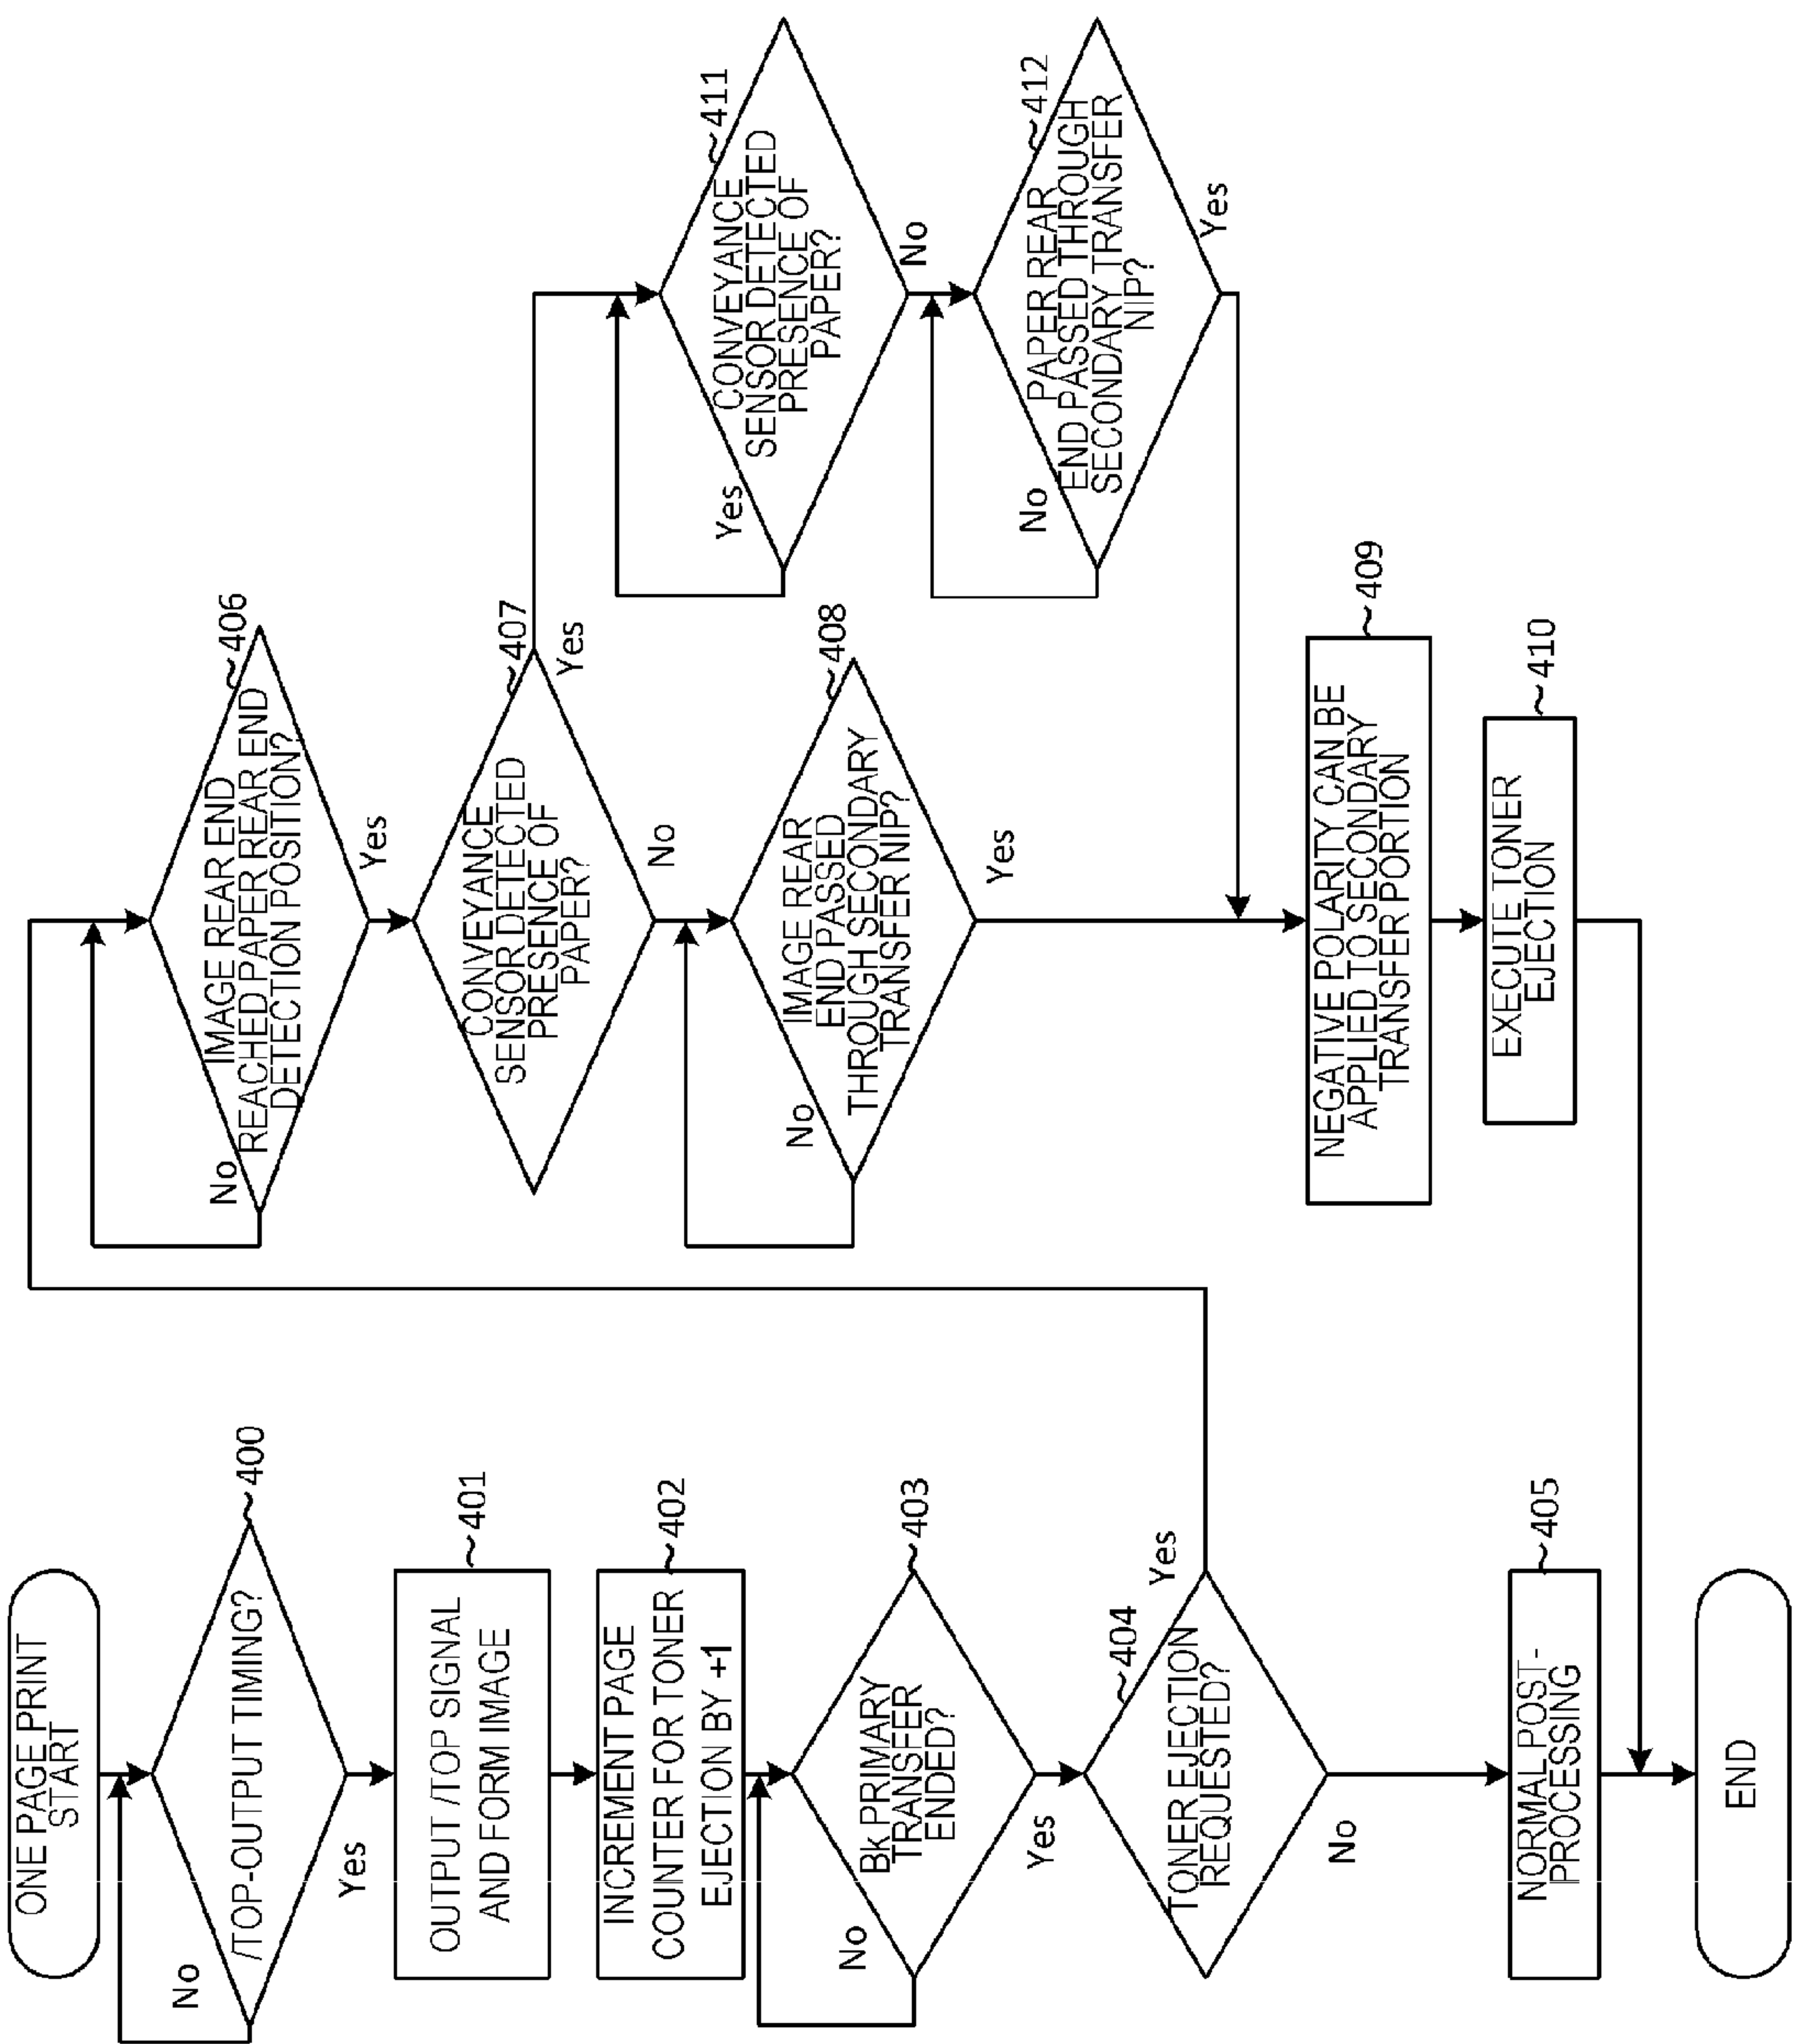 ONE PAGE PRINT
START
/TOP-OUTPUT TIMING?
400
No
Yes
OUTPUT /TOP SIGNAL
AND FORM IMAGE
401
INCREMENT PAGE
COUNTER FOR TONER
EJECTION BY +1
402
Bk PRIMARY
TRANSFER
ENDED?
403
No
Yes
TONER EJECTION
REQUESTED?
404
Yes
No
NORMAL POST-
PROCESSING
405
END
IMAGE REAR END
REACHED PAPER REAR END
DETECTION POSITION?
406
No
Yes
CONVEYANCE
SENSOR DETECTED
PRESENCE OF
PAPER?
407
Yes
No
IMAGE REAR
END PASSED
THROUGH SECONDARY
TRANSFER NIP?
408
No
Yes
NEGATIVE POLARITY CAN BE
APPLIED TO SECONDARY
TRANSFER PORTION
409
EXECUTE TONER
EJECTION
410
CONVEYANCE
SENSOR DETECTED
PRESENCE OF
PAPER?
411
Yes
No
PAPER REAR
END PASSED THROUGH
SECONDARY TRANSFER
NIP?
412
No
Yes